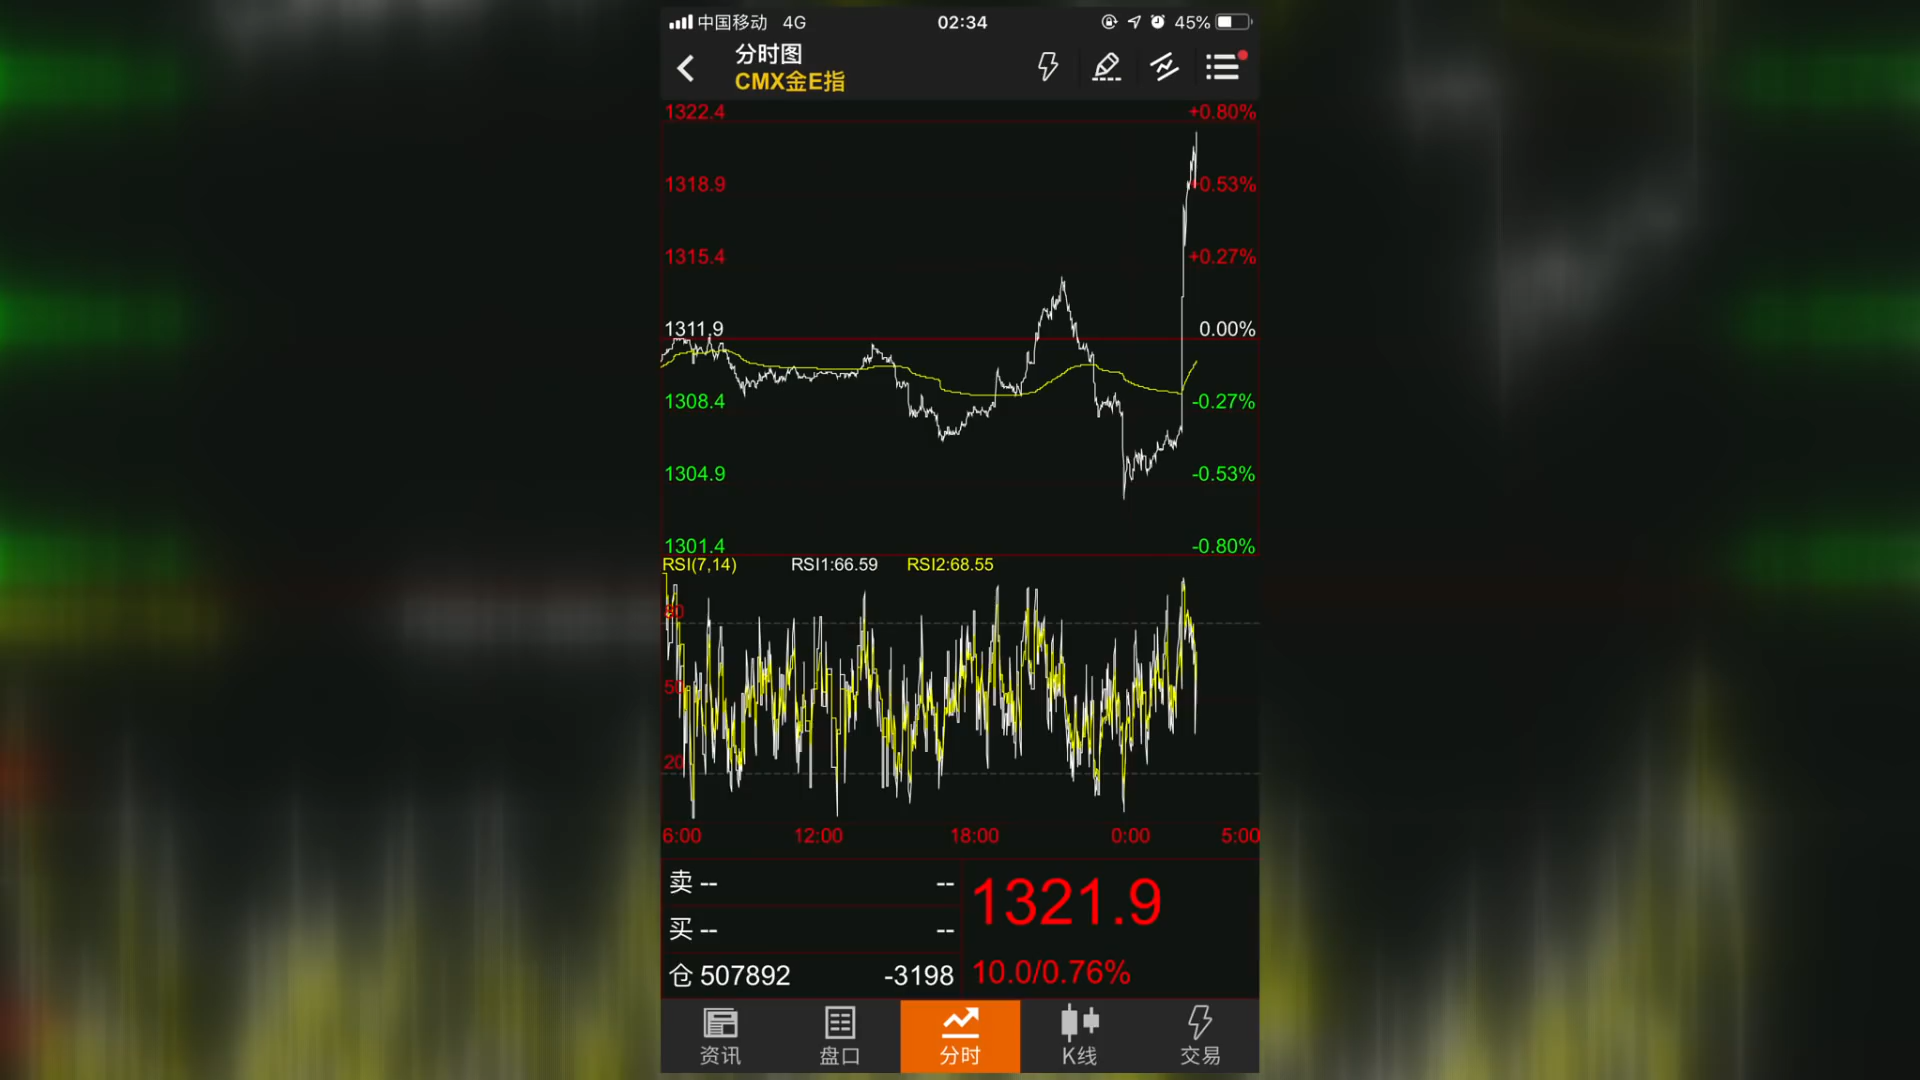 中国移动 4G 02:34 45%
分时图
CMX金E指
1322.4 +0.80%
1318.9 +0.53%
1315.4 +0.27%
1311.9 0.00%
1308.4 -0.27%
1304.9 -0.53%
1301.4 -0.80%
RSI(7,14) RSI1:66.59 RSI2:68.55
80
50
20
6:00 12:00 18:00 0:00 5:00
卖 -- --
买 -- --
1321.9
仓 507892 -3198
10.0/0.76%
资讯 盘口 分时 K线 交易